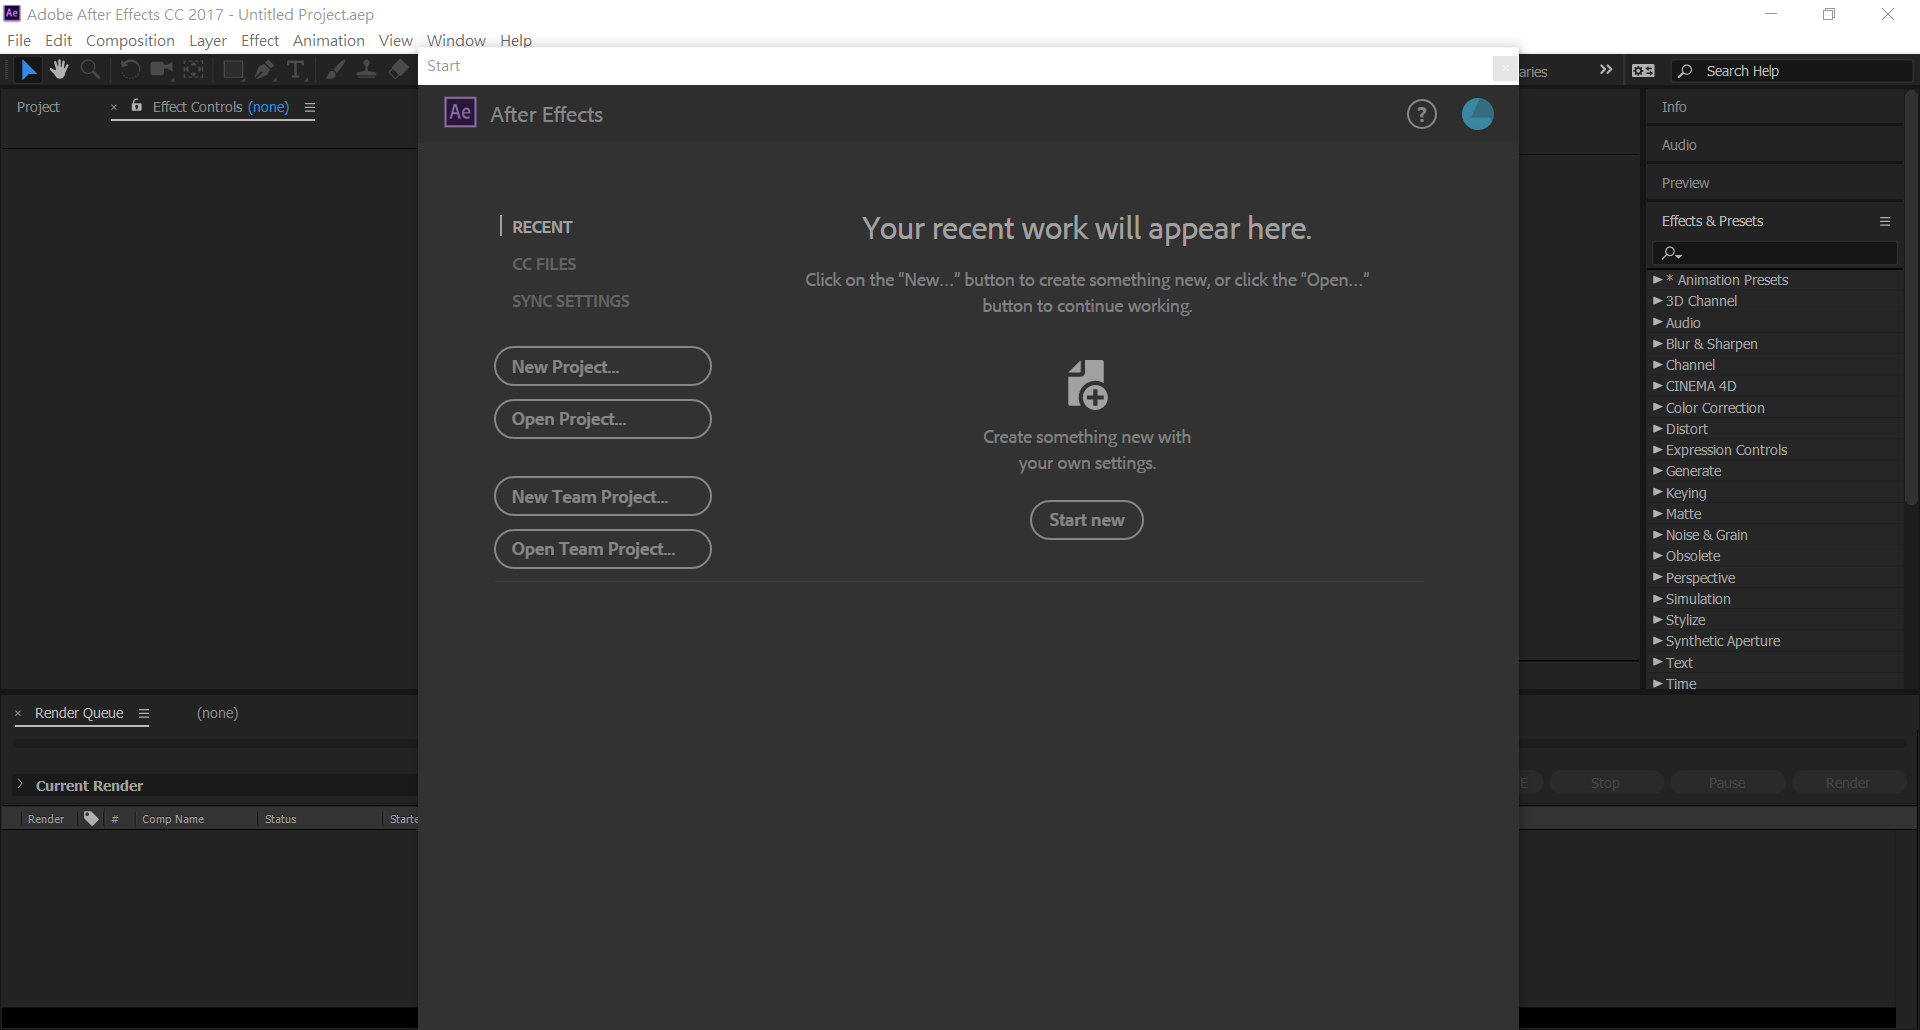 Ae Adobe After Effects CC 2017 - Untitled Project.aep
File Edit Composition Layer Effect Animation View Window Help
Start
Search Help
Project
× Effect Controls (none)
Ae After Effects
?
RECENT
CC FILES
SYNC SETTINGS
New Project...
Open Project...
New Team Project...
Open Team Project...
Your recent work will appear here.
Click on the "New..." button to create something new, or click the "Open..."
button to continue working.
Create something new with
your own settings.
Start new
Info
Audio
Preview
Effects & Presets
* Animation Presets
3D Channel
Audio
Blur & Sharpen
Channel
CINEMA 4D
Color Correction
Distort
Expression Controls
Generate
Keying
Matte
Noise & Grain
Obsolete
Perspective
Simulation
Stylize
Synthetic Aperture
Text
Time
× Render Queue (none)
Current Render
E Stop Pause Render
Render # Comp Name Status Starte